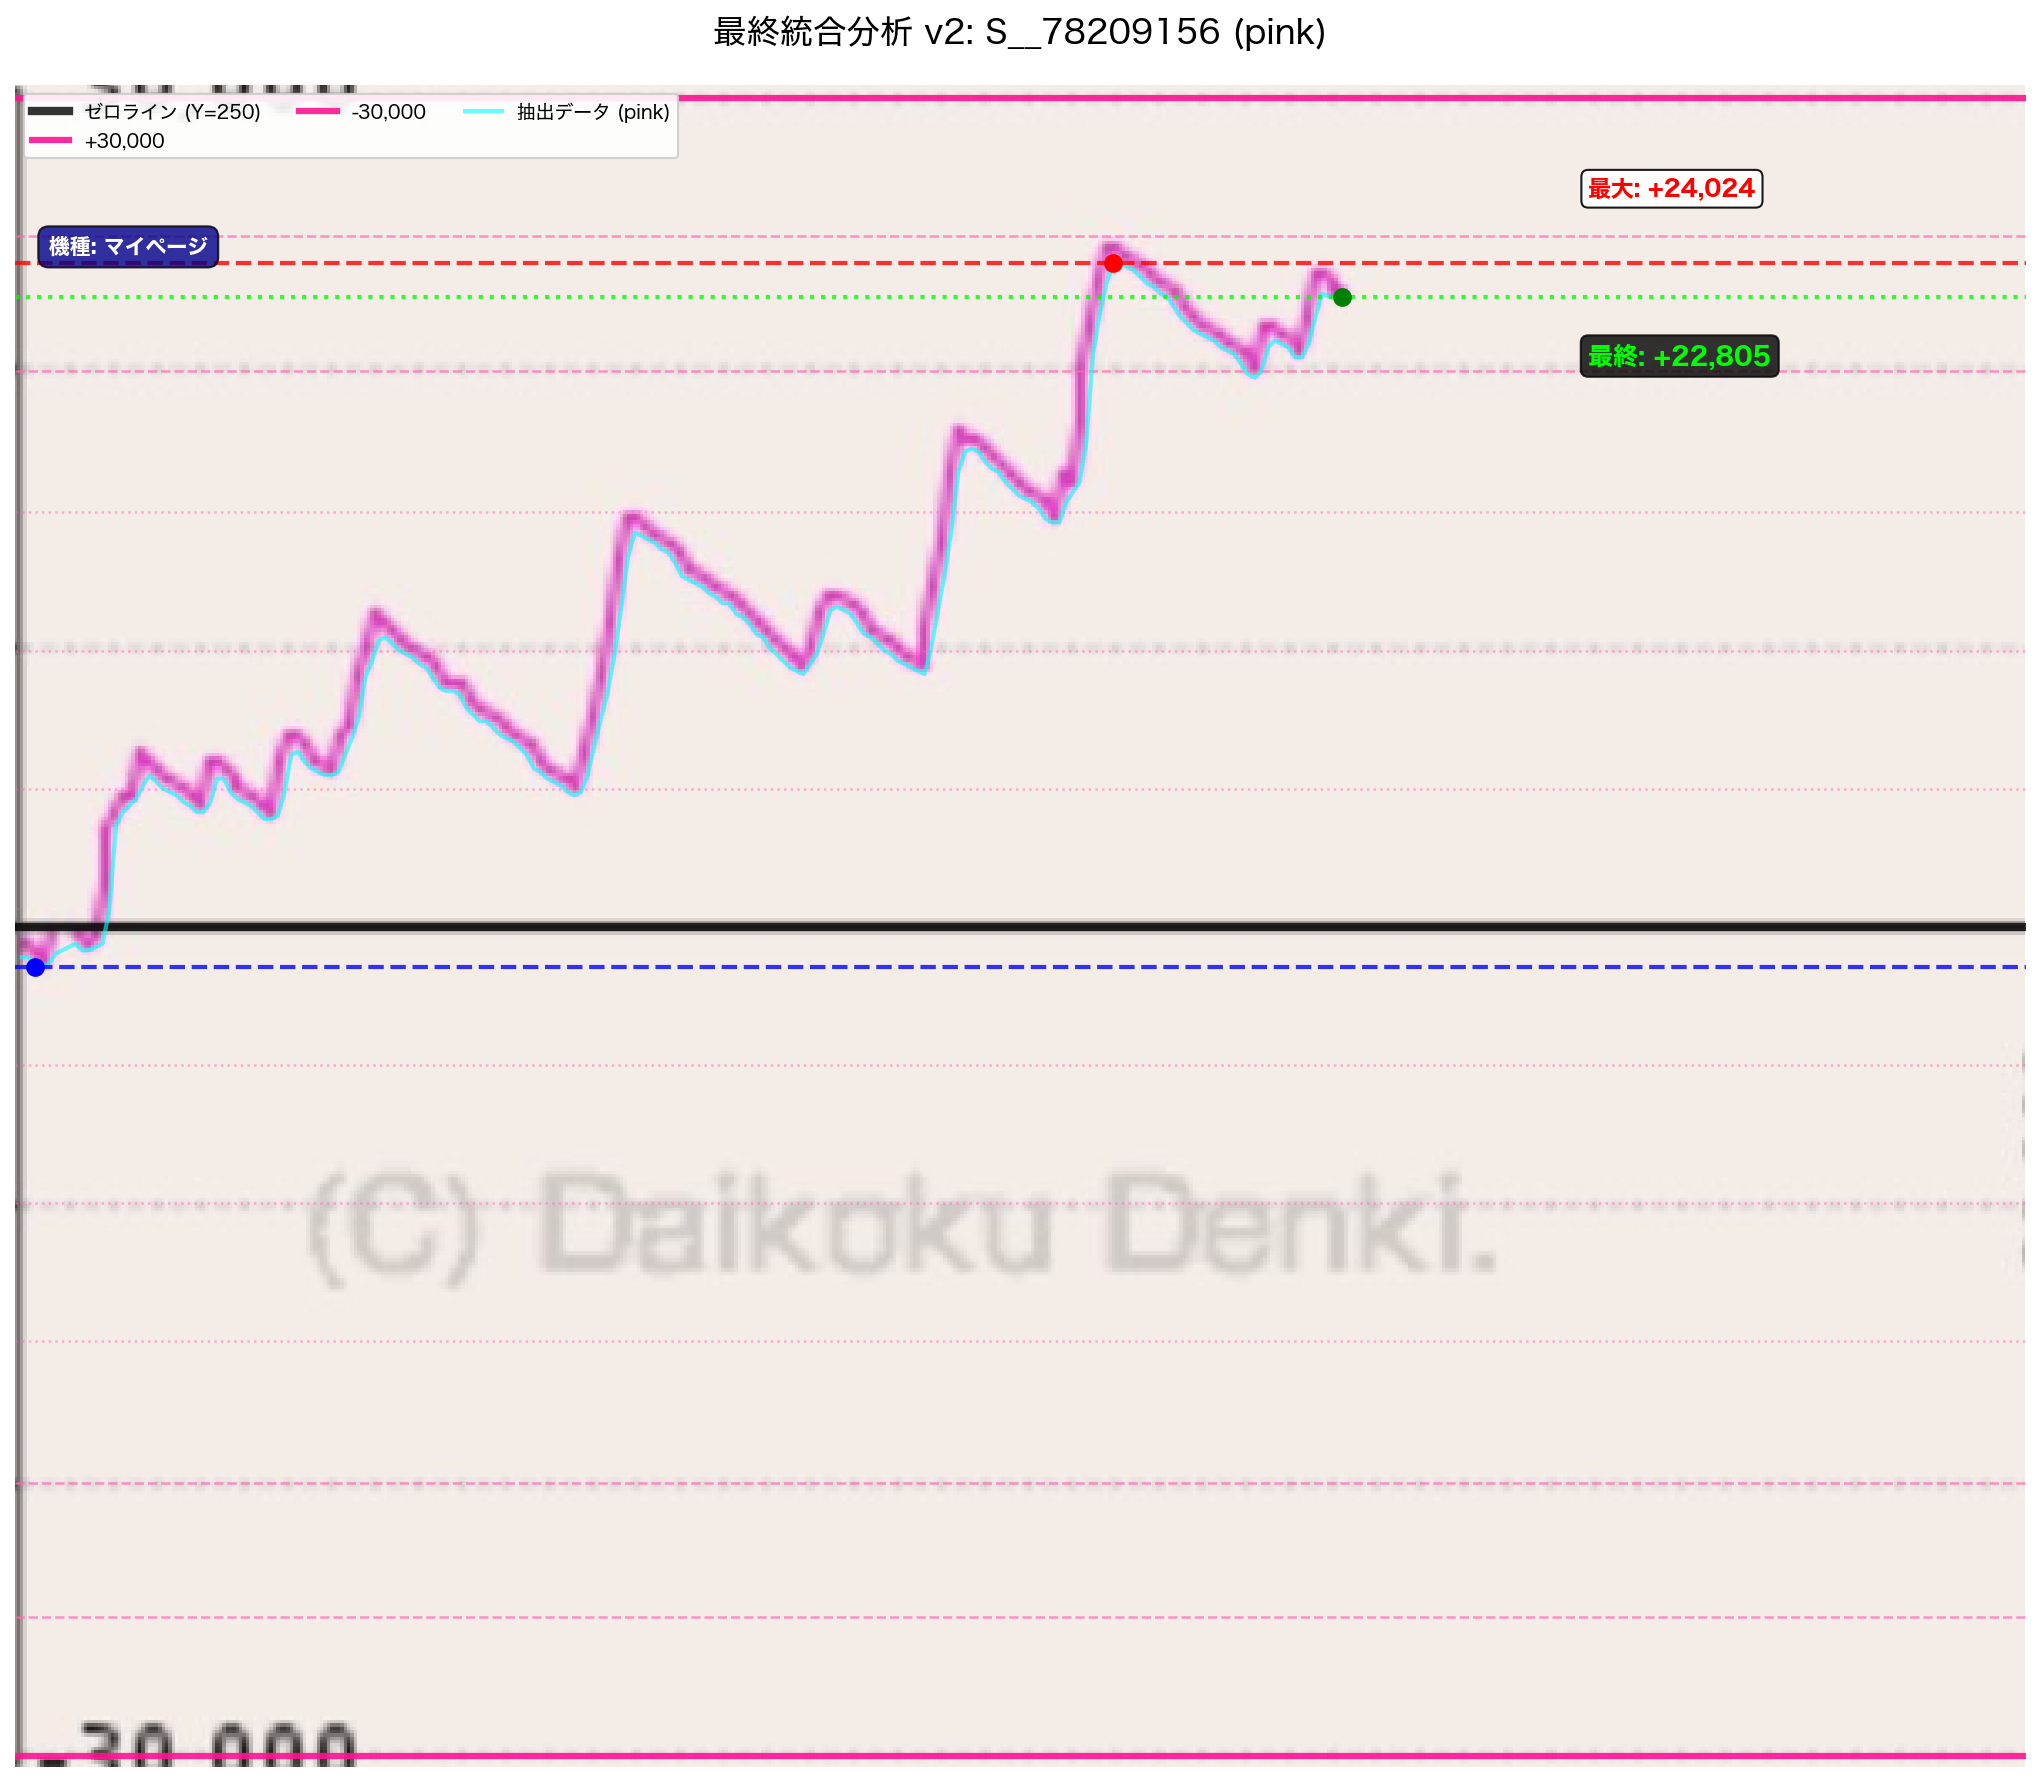 最終統合分析 v2: S__78209156 (pink)
ゼロライン (Y=250)
-30,000
抽出データ (pink)
+30,000
最大: +24,024
機種: マイページ
最終: +22,805
(C) Daikoku Denki.
-30,000